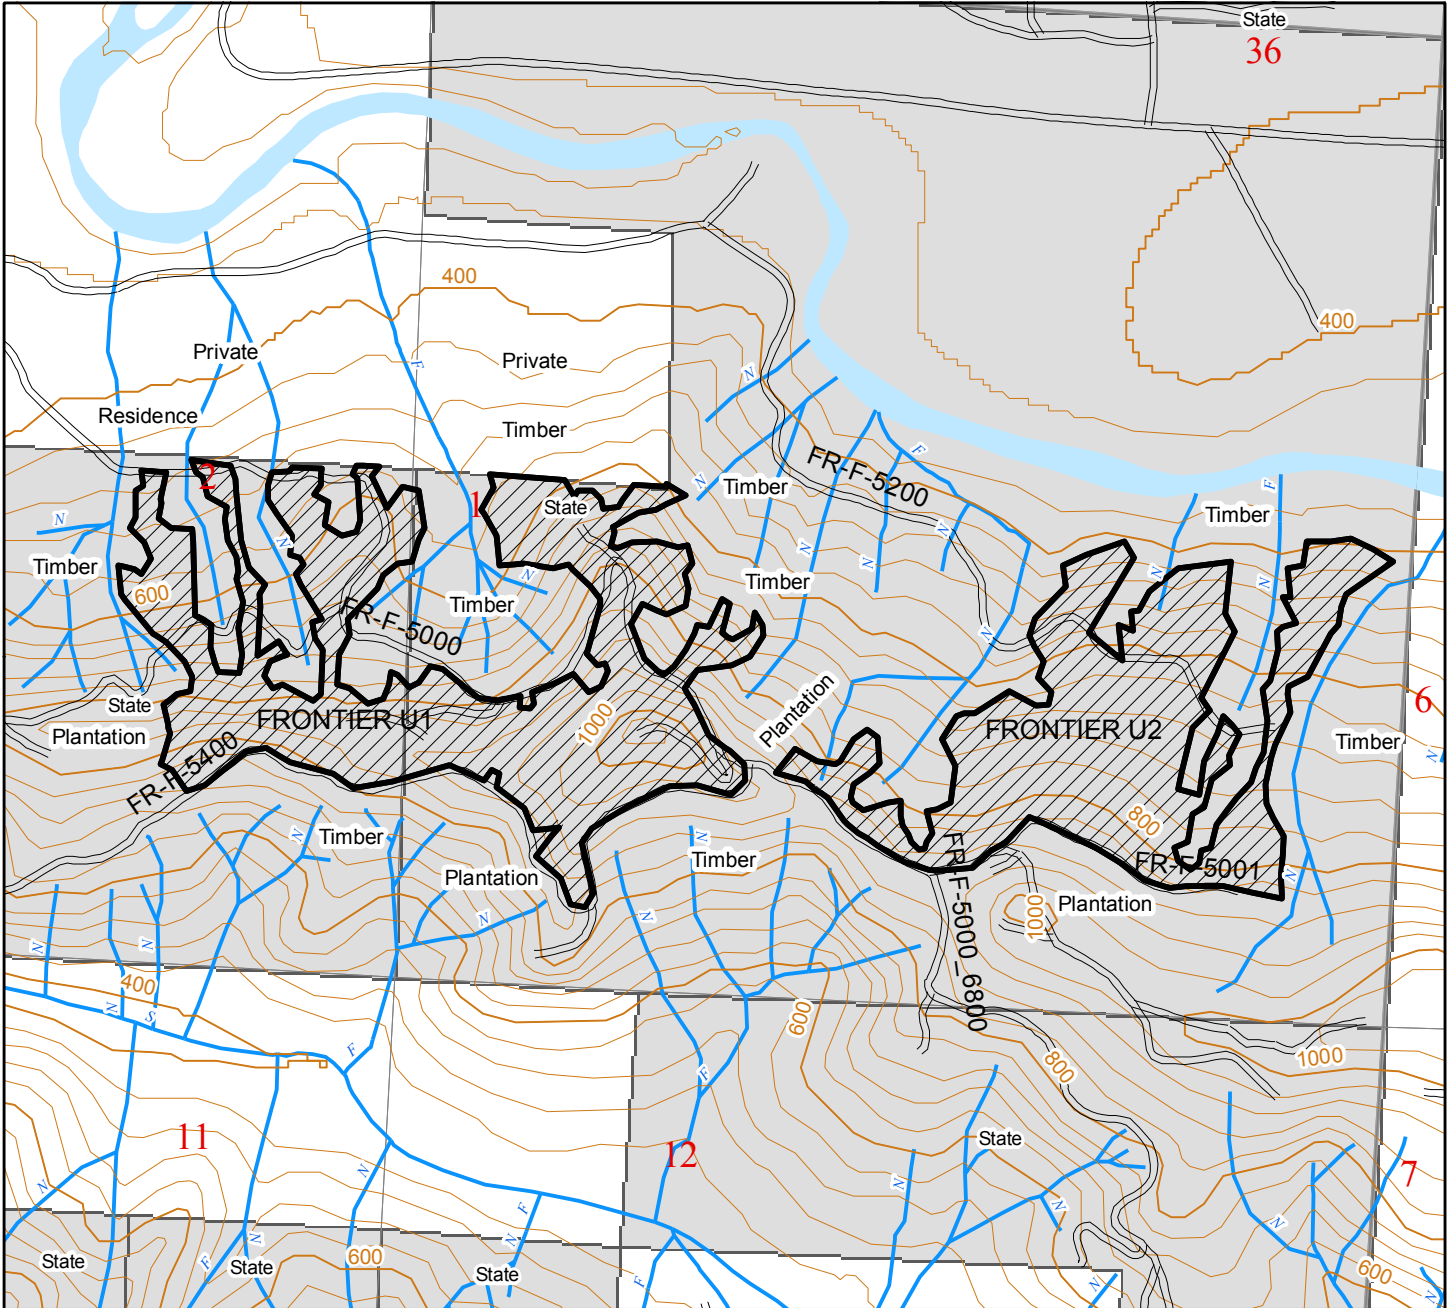 State
36
400
400
F
Private
Private
N
Residence
Timber
F
FR-F-5200
2
N
Timber
F
1
State
Timber
N
N
N
N
N
N
Timber
N
Timber
N
N
600
Timber
FR-F-5000
N
State
Plantation
6
FRONTIER U1
1000
FRONTIER U2
Plantation
Timber
N
FR-F-5400
800
N
Timber
N
Timber
FR-F-5001
Plantation
N
FR-F-5000_6800
Plantation
1000
N
N
N
N
400
N
S
600
F
1000
800
F
11
12
State
7
N
N
N
N
F
N
N
F
N
State
State
600
State
F
N
600
N